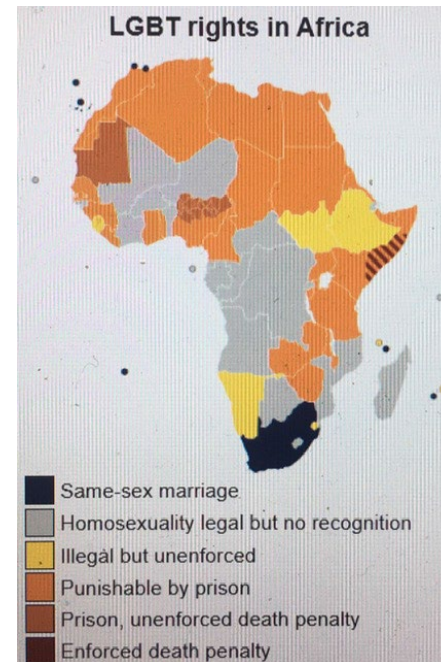 LGBT rights in Africa
Same-sex marriage
Homosexuality legal but no recognition
Illegal but unenforced
Punishable by prison
Prison, unenforced death penalty
Enforced death penalty